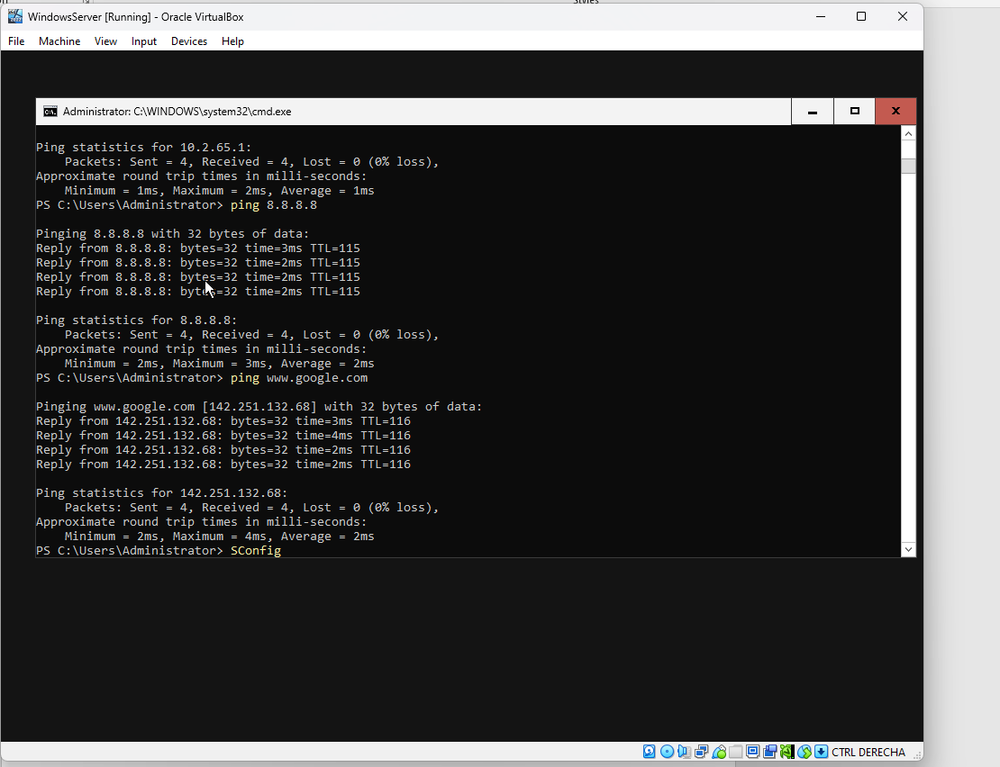 Styles
WindowsServer [Running] - Oracle VirtualBox
File Machine View Input Devices Help
Administrator: C:\WINDOWS\system32\cmd.exe
Ping statistics for 10.2.65.1:
    Packets: Sent = 4, Received = 4, Lost = 0 (0% loss),
Approximate round trip times in milli-seconds:
    Minimum = 1ms, Maximum = 2ms, Average = 1ms
PS C:\Users\Administrator> ping 8.8.8.8
Pinging 8.8.8.8 with 32 bytes of data:
Reply from 8.8.8.8: bytes=32 time=3ms TTL=115
Reply from 8.8.8.8: bytes=32 time=2ms TTL=115
Reply from 8.8.8.8: bytes=32 time=2ms TTL=115
Reply from 8.8.8.8: bytes=32 time=2ms TTL=115
Ping statistics for 8.8.8.8:
    Packets: Sent = 4, Received = 4, Lost = 0 (0% loss),
Approximate round trip times in milli-seconds:
    Minimum = 2ms, Maximum = 3ms, Average = 2ms
PS C:\Users\Administrator> ping www.google.com
Pinging www.google.com [142.251.132.68] with 32 bytes of data:
Reply from 142.251.132.68: bytes=32 time=3ms TTL=116
Reply from 142.251.132.68: bytes=32 time=4ms TTL=116
Reply from 142.251.132.68: bytes=32 time=2ms TTL=116
Reply from 142.251.132.68: bytes=32 time=2ms TTL=116
Ping statistics for 142.251.132.68:
    Packets: Sent = 4, Received = 4, Lost = 0 (0% loss),
Approximate round trip times in milli-seconds:
    Minimum = 2ms, Maximum = 4ms, Average = 2ms
PS C:\Users\Administrator> SConfig
CTRL DERECHA